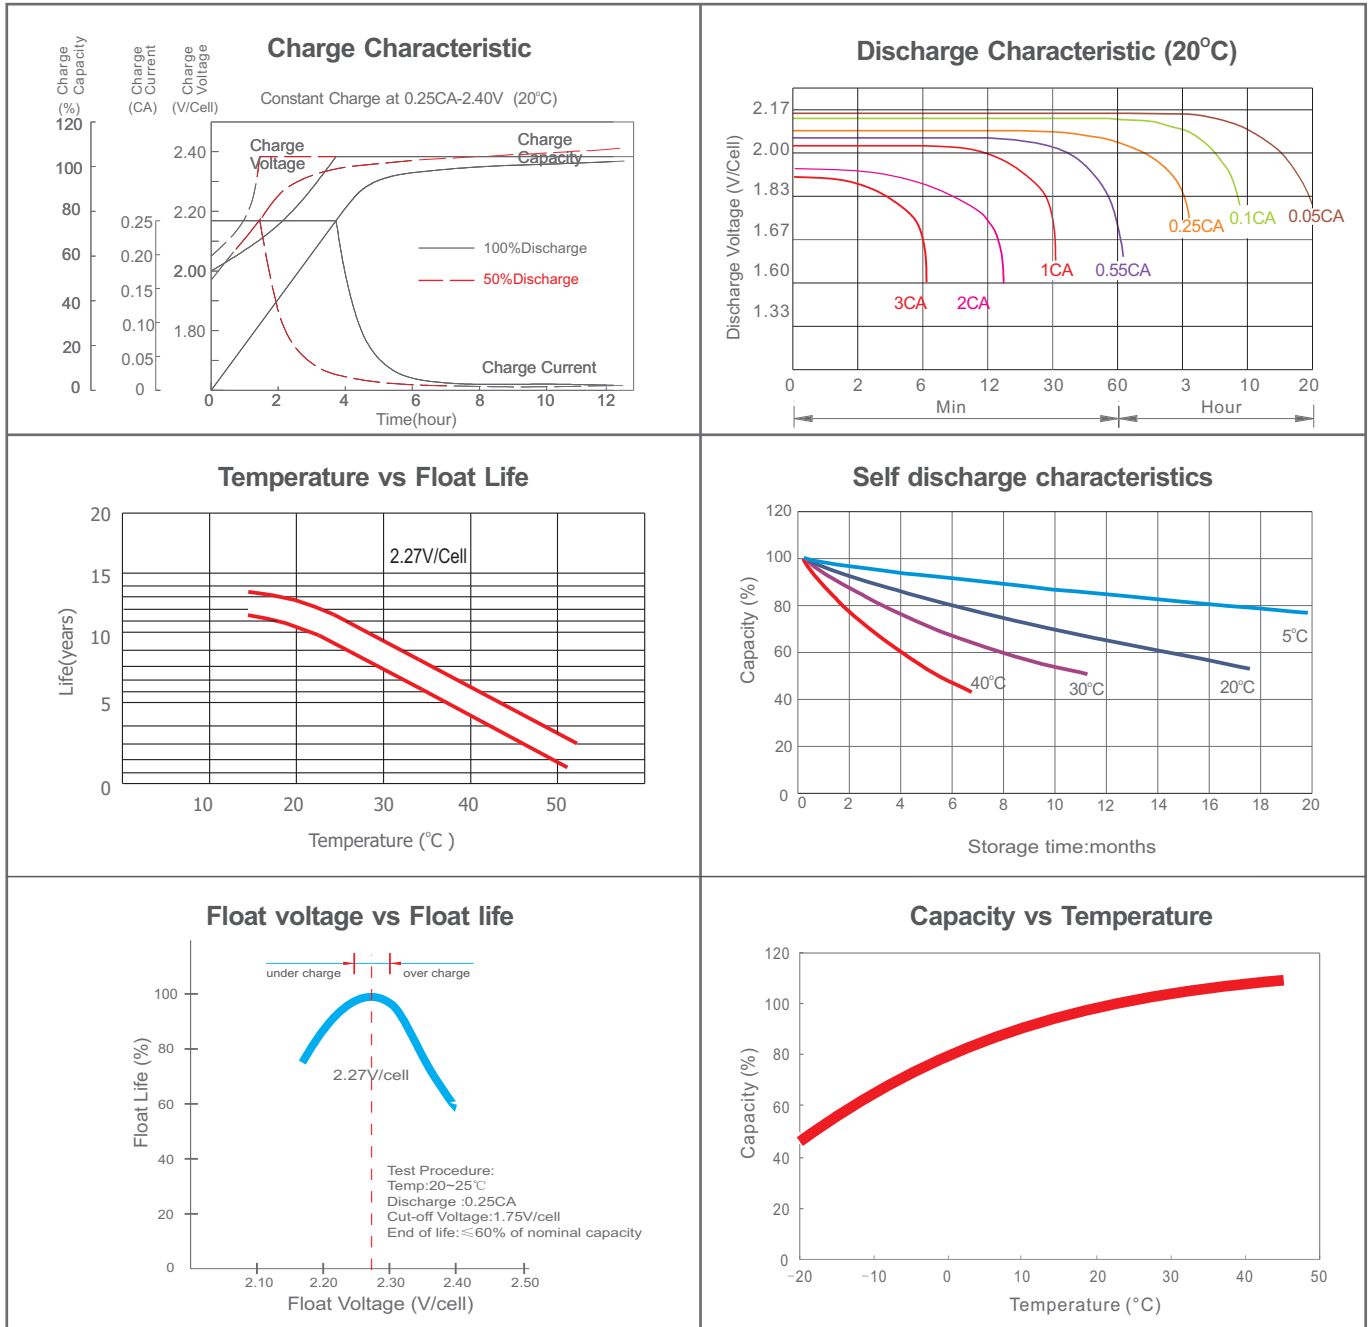 Charge Characteristic
Charge
Capacity
(%)
Charge
Current
(CA)
Charge
Voltage
(V/Cell)
Constant Charge at 0.25CA-2.40V (20°C)
120
100
80
60
40
20
0
0.25
0.20
0.15
0.10
0.05
0
2.40
2.20
2.00
1.80
Charge
Voltage
Charge
Capacity
100%Discharge
50%Discharge
Charge Current
0 2 4 6 8 10 12
Time(hour)
Discharge Characteristic (20°C)
Discharge Voltage (V/Cell)
2.17
2.00
1.83
1.67
1.60
1.33
3CA
2CA
1CA
0.55CA
0.25CA
0.1CA
0.05CA
0 2 6 12 30 60 3 10 20
Min Hour
Temperature vs Float Life
Life(years)
20
15
10
5
0
2.27V/Cell
10 20 30 40 50
Temperature (°C )
Self discharge characteristics
Capacity (%)
120
100
80
60
40
20
0
5°C
20°C
30°C
40°C
0 2 4 6 8 10 12 14 16 18 20
Storage time:months
Float voltage vs Float life
under charge
over charge
Float Life (%)
100
80
60
40
20
0
2.27V/cell
Test Procedure:
Temp:20~25℃
Discharge :0.25CA
Cut-off Voltage:1.75V/cell
End of life:≤60% of nominal capacity
2.10 2.20 2.30 2.40 2.50
Float Voltage (V/cell)
Capacity vs Temperature
Capacity (%)
120
100
80
60
40
20
0
−20 −10 0 10 20 30 40 50
Temperature (°C)